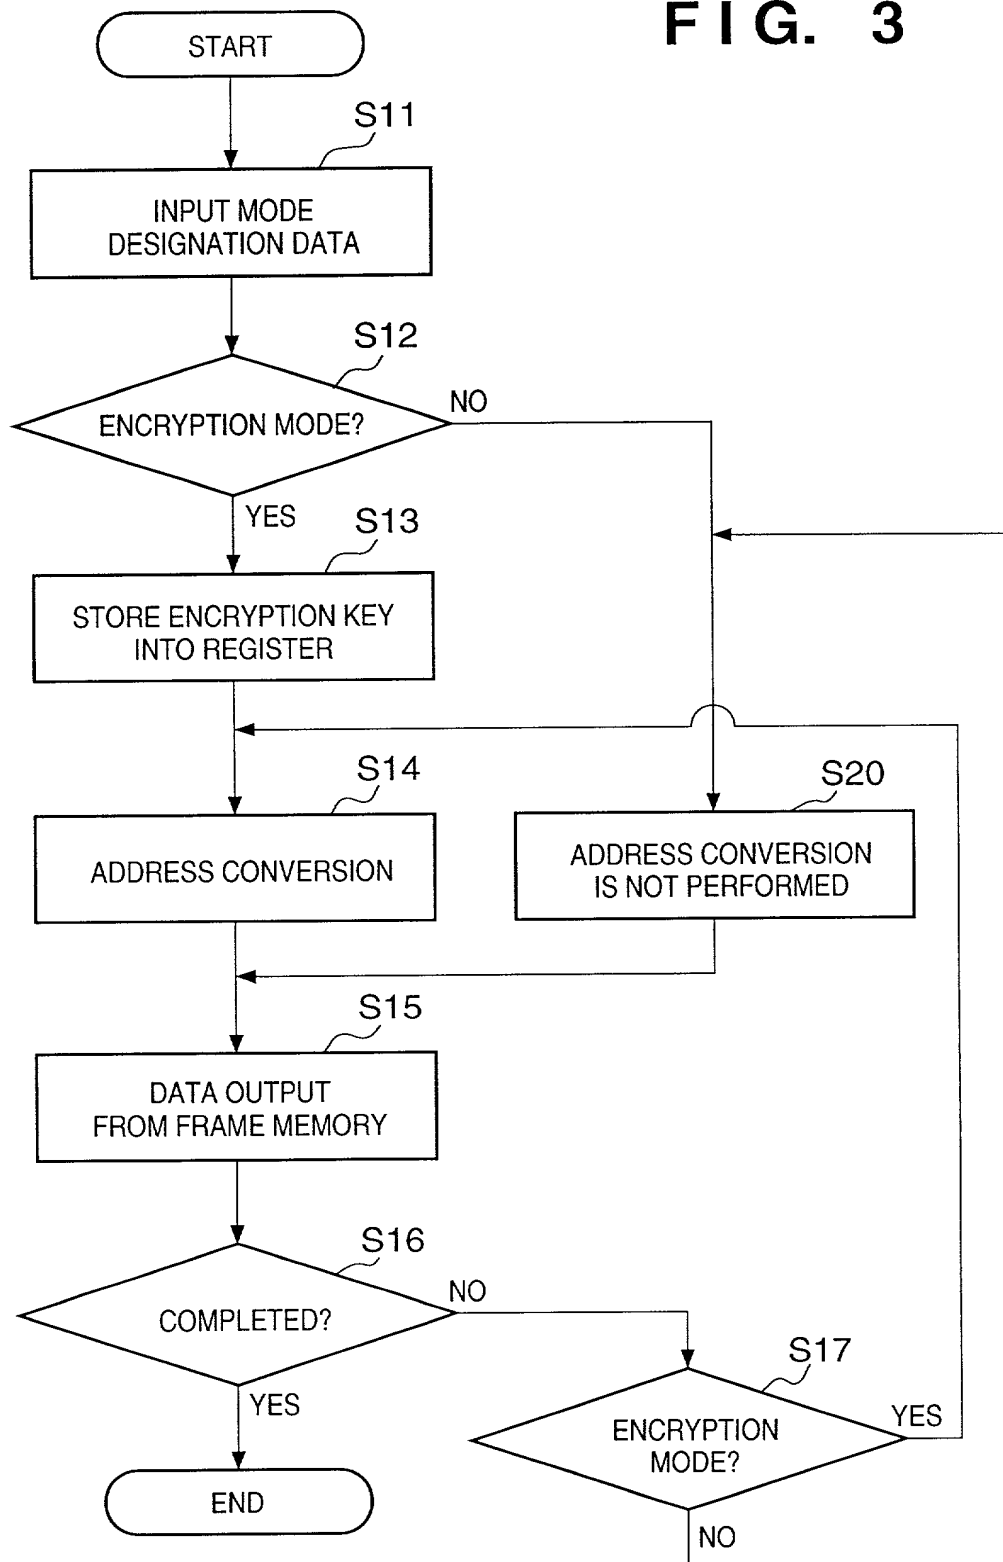 FIG. 3
START
S11
INPUT MODE
DESIGNATION DATA
S12
ENCRYPTION MODE?
NO
YES
S13
STORE ENCRYPTION KEY
INTO REGISTER
S14
ADDRESS CONVERSION
S20
ADDRESS CONVERSION
IS NOT PERFORMED
S15
DATA OUTPUT
FROM FRAME MEMORY
S16
COMPLETED?
NO
YES
S17
ENCRYPTION
MODE?
YES
NO
END